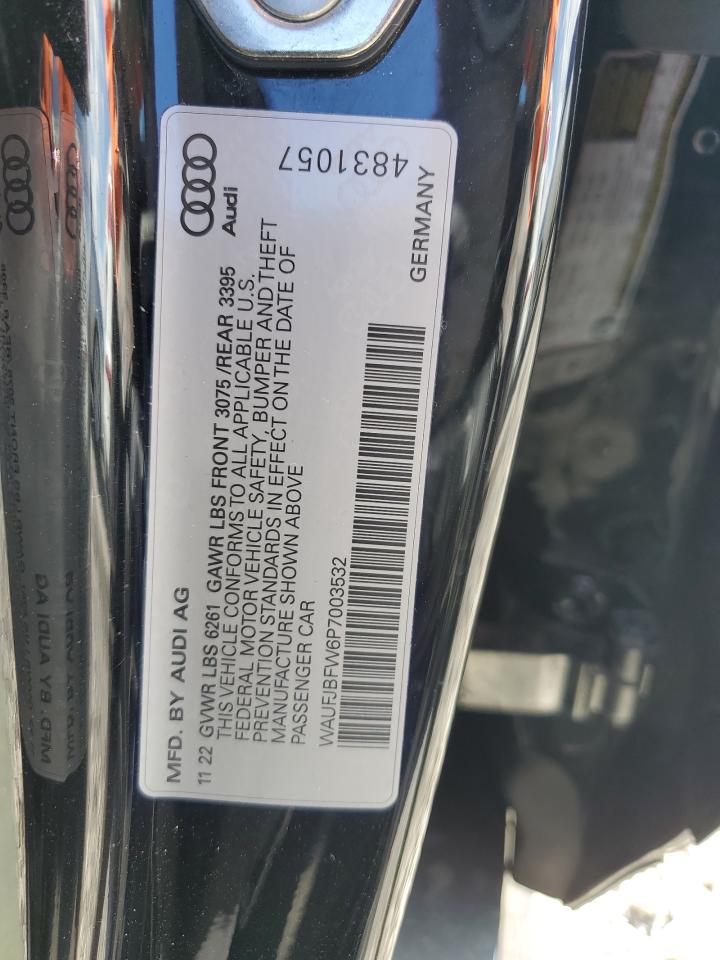 MFD. BY AUDI AG
Audi
11 22 GVWR LBS 6261 GAWR LBS FRONT 3075 /REAR 3395
THIS VEHICLE CONFORMS TO ALL APPLICABLE U.S.
FEDERAL MOTOR VEHICLE SAFETY, BUMPER AND THEFT
PREVENTION STANDARDS IN EFFECT ON THE DATE OF
MANUFACTURE SHOWN ABOVE
PASSENGER CAR
WAUFJBFW6P7003532
GERMANY
4831057